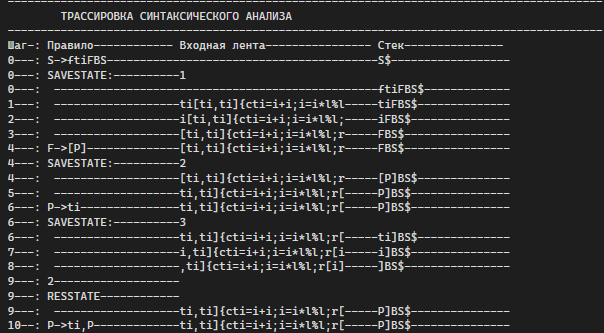 ------------------------------------------------------------------------------------------
        ТРАССИРОВКА СИНТАКСИЧЕСКОГО АНАЛИЗА
------------------------------------------------------------------------------------------
Шаг-: Правило------------ Входная лента---------------- Стек---------------
0---: S->ftiFBS-----------------------------------------S$------------------
0---: SAVESTATE:----------1
0---:  -------------------------------------------------ftiFBS$-------------
1---:  -------------------ti[ti,ti]{cti=i+i;i=i*l%l-----tiFBS$--------------
2---:  -------------------i[ti,ti]{cti=i+i;i=i*l%l;-----iFBS$---------------
3---:  -------------------[ti,ti]{cti=i+i;i=i*l%l;r-----FBS$----------------
4---: F->[P]--------------[ti,ti]{cti=i+i;i=i*l%l;r-----FBS$----------------
4---: SAVESTATE:----------2
4---:  -------------------[ti,ti]{cti=i+i;i=i*l%l;r-----[P]BS$--------------
5---:  -------------------ti,ti]{cti=i+i;i=i*l%l;r[-----P]BS$---------------
6---: P->ti---------------ti,ti]{cti=i+i;i=i*l%l;r[-----P]BS$---------------
6---: SAVESTATE:----------3
6---:  -------------------ti,ti]{cti=i+i;i=i*l%l;r[-----ti]BS$--------------
7---:  -------------------i,ti]{cti=i+i;i=i*l%l;r[i-----i]BS$---------------
8---:  -------------------,ti]{cti=i+i;i=i*l%l;r[i]-----]BS$----------------
9---: 2-------------------
9---: RESSTATE------------
9---:  -------------------ti,ti]{cti=i+i;i=i*l%l;r[-----P]BS$---------------
10--: P->ti,P-------------ti,ti]{cti=i+i;i=i*l%l;r[-----P]BS$---------------